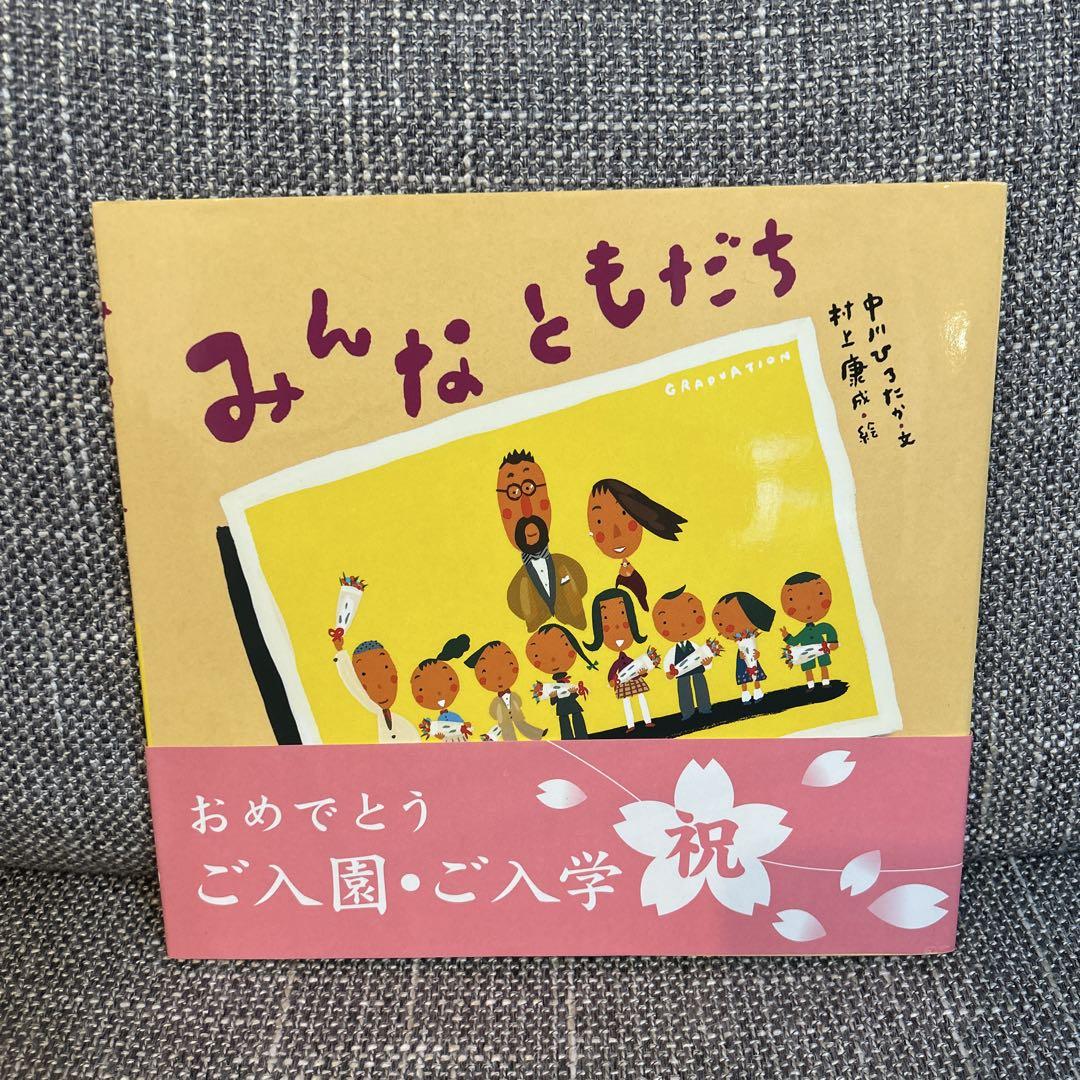 みんなともだち
中川ひろたか・文
村上康成・絵
GRADUATION
おめでとう
ご入園・ご入学
祝